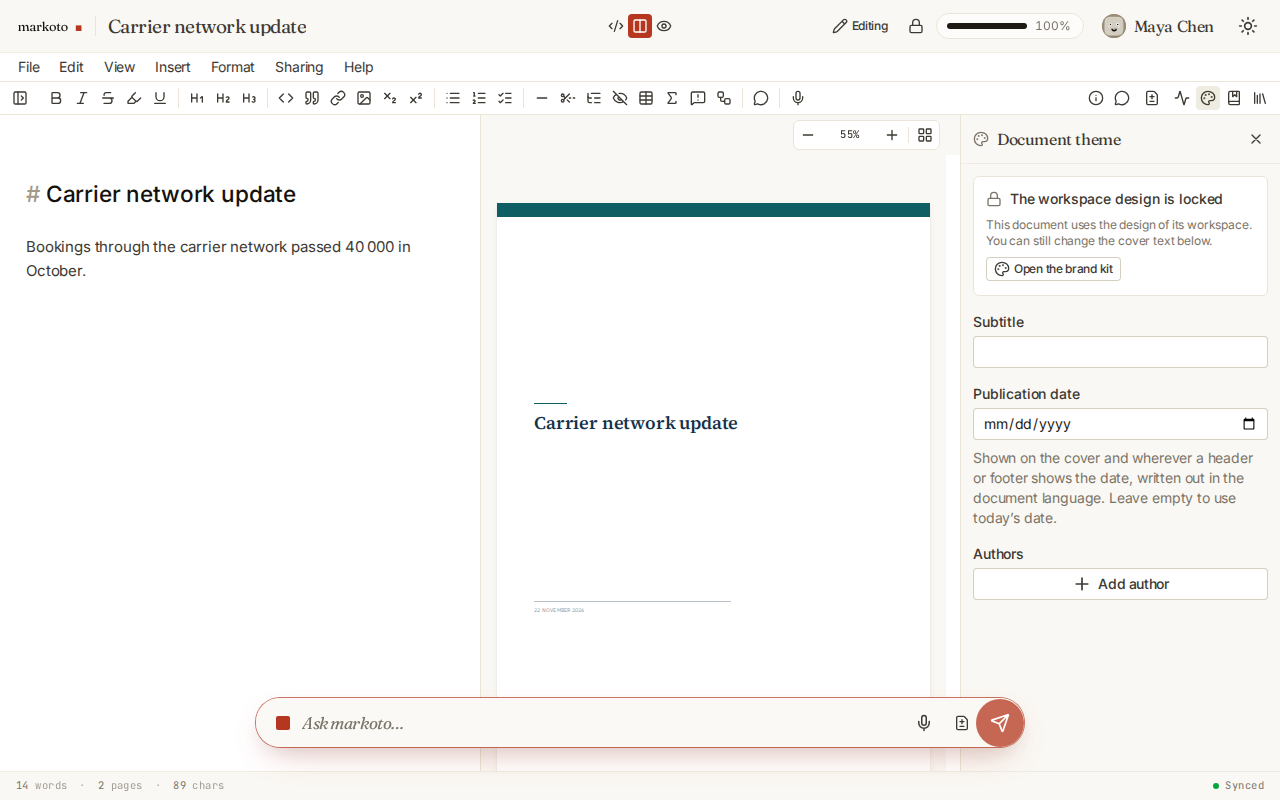 markoto
Carrier network update
Editing
100%
Maya Chen
File Edit View Insert Format Sharing Help
H1 H2 H3
X2 X2
55%
Document theme
The workspace design is locked
This document uses the design of its workspace.
You can still change the cover text below.
Open the brand kit
# Carrier network update
Bookings through the carrier network passed 40 000 in
October.
Carrier network update
22 NOVEMBER 2026
Subtitle
Publication date
mm/dd/yyyy
Shown on the cover and wherever a header
or footer shows the date, written out in the
document language. Leave empty to use
today's date.
Authors
Add author
Ask markoto...
14 words · 2 pages · 89 chars
Synced